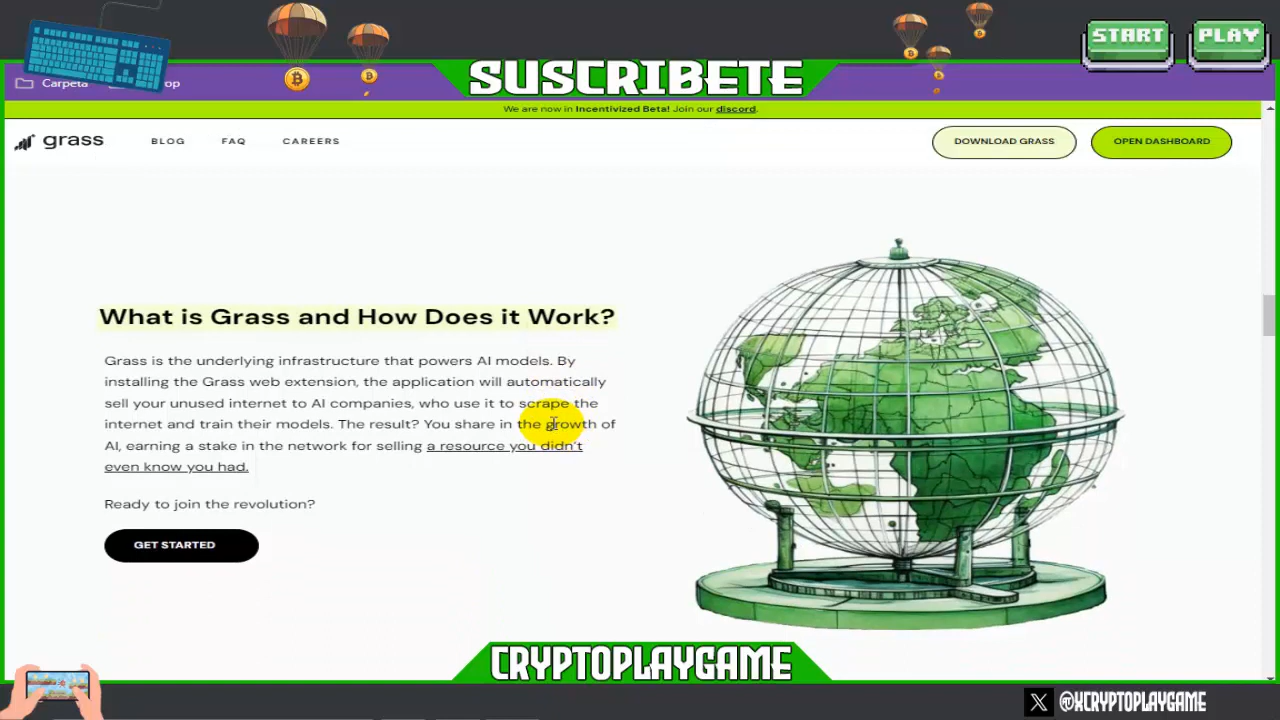 START
PLAY
SUSCRIBETE
Carpeta
op
We are now in Incentivized Beta! Join our discord.
grass
BLOG
FAQ
CAREERS
DOWNLOAD GRASS
OPEN DASHBOARD
What is Grass and How Does it Work?
Grass is the underlying infrastructure that powers AI models. By
installing the Grass web extension, the application will automatically
sell your unused internet to AI companies, who use it to scrape the
internet and train their models. The result? You share in the growth of
AI, earning a stake in the network for selling a resource you didn't
even know you had.
Ready to join the revolution?
GET STARTED
CRYPTOPLAYGAME
@XCRYPTOPLAYGAME